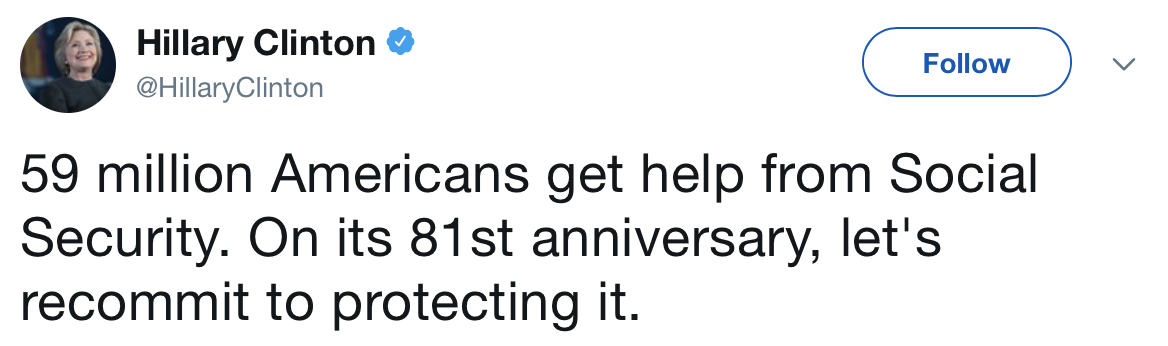 Hillary Clinton
@HillaryClinton
Follow
59 million Americans get help from Social
Security. On its 81st anniversary, let's
recommit to protecting it.